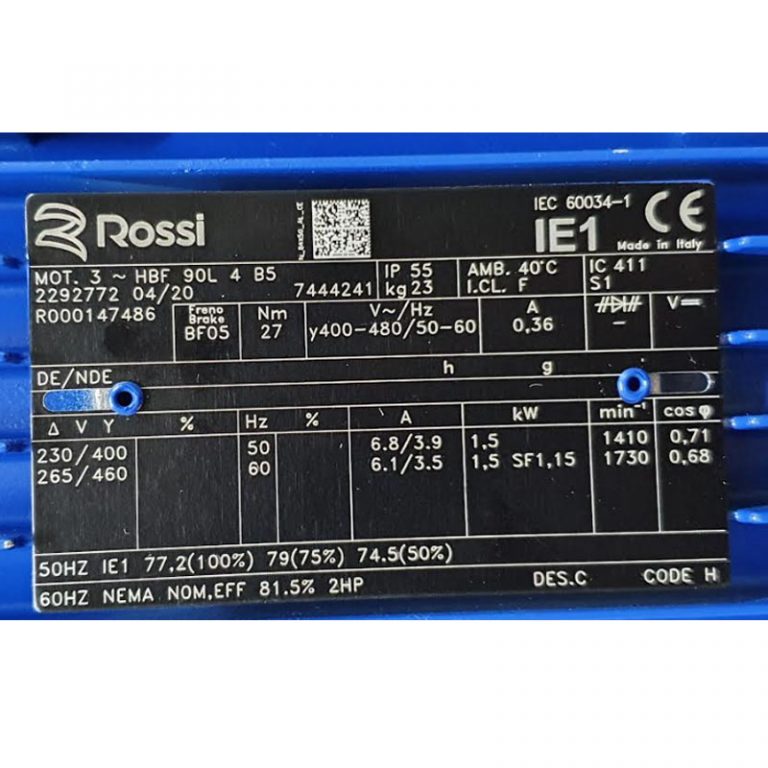 Rossi
IEC 60034-1
IE1 Made in Italy CE
MOT. 3 ~ HBF 90L 4 B5 IP 55 AMB. 40°C IC 411
2292772 04/20 7444241 kg 23 I.CL. F S1
R000147486 Freno Brake BF05 Nm 27 V~/Hz y400-480/50-60 A 0,36 – V⎓
DE/NDE h g
Δ V Y % Hz % A kW min⁻¹ cos φ
230/400 50 6.8/3.9 1.5 1410 0,71
265/460 60 6.1/3.5 1,5 SF1,15 1730 0,68
50HZ IE1 77,2(100%) 79(75%) 74.5(50%)
60HZ NEMA NOM,EFF 81.5% 2HP DES.C CODE H